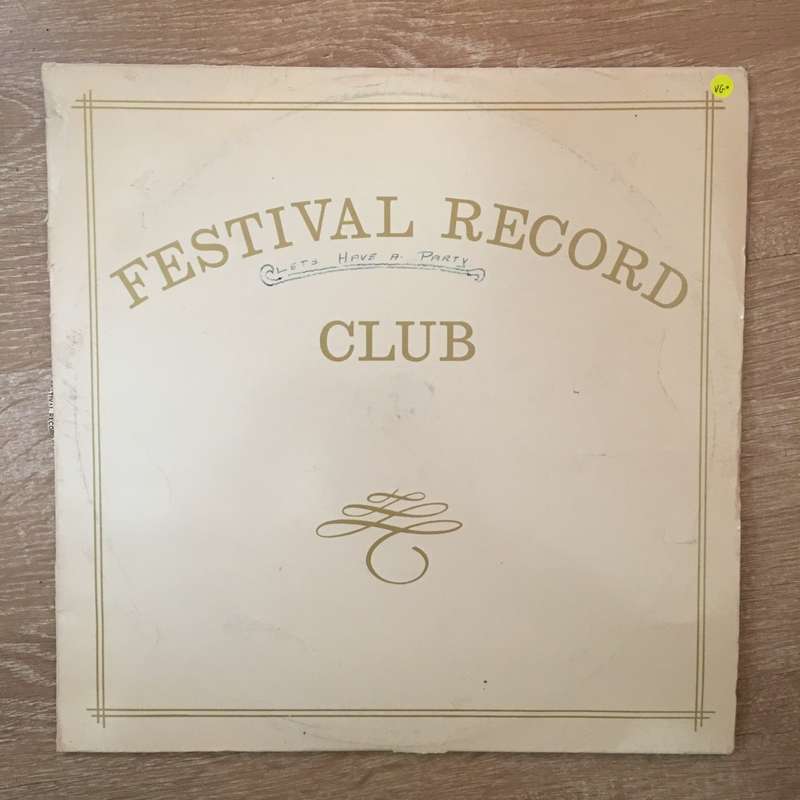 VG+
FESTIVAL RECORD
LETS HAVE A PARTY
CLUB